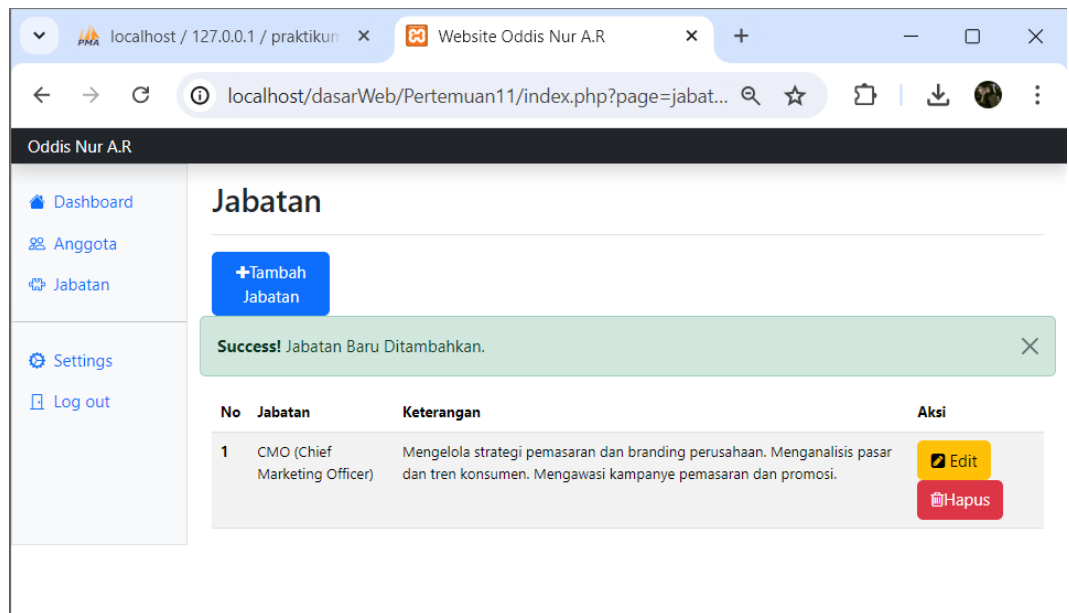 PMA localhost / 127.0.0.1 / praktikum
Website Oddis Nur A.R
localhost/dasarWeb/Pertemuan11/index.php?page=jabat...
Oddis Nur A.R
Dashboard
Anggota
Jabatan
Settings
Log out
Jabatan
+Tambah
Jabatan
Success! Jabatan Baru Ditambahkan.
No Jabatan Keterangan Aksi
1 CMO (Chief Mengelola strategi pemasaran dan branding perusahaan. Menganalisis pasar Edit
Marketing Officer) dan tren konsumen. Mengawasi kampanye pemasaran dan promosi.
Hapus